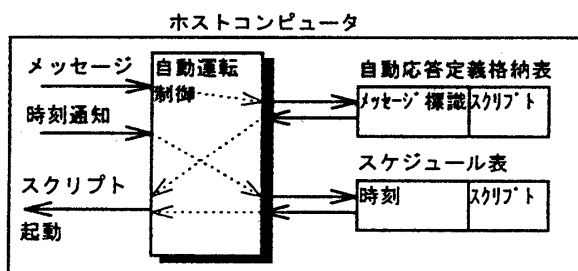 ホストコンピュータ
メッセージ
時刻通知
スクリプト
起動
自動運転
制御
自動応答定義格納表
メッセージ標識 スクリプト
スケジュール表
時刻 スクリプト